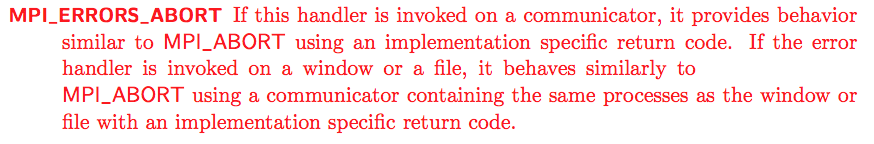 MPI_ERRORS_ABORT If this handler is invoked on a communicator, it provides behavior
similar to MPI_ABORT using an implementation specific return code. If the error
handler is invoked on a window or a file, it behaves similarly to
MPI_ABORT using a communicator containing the same processes as the window or
file with an implementation specific return code.